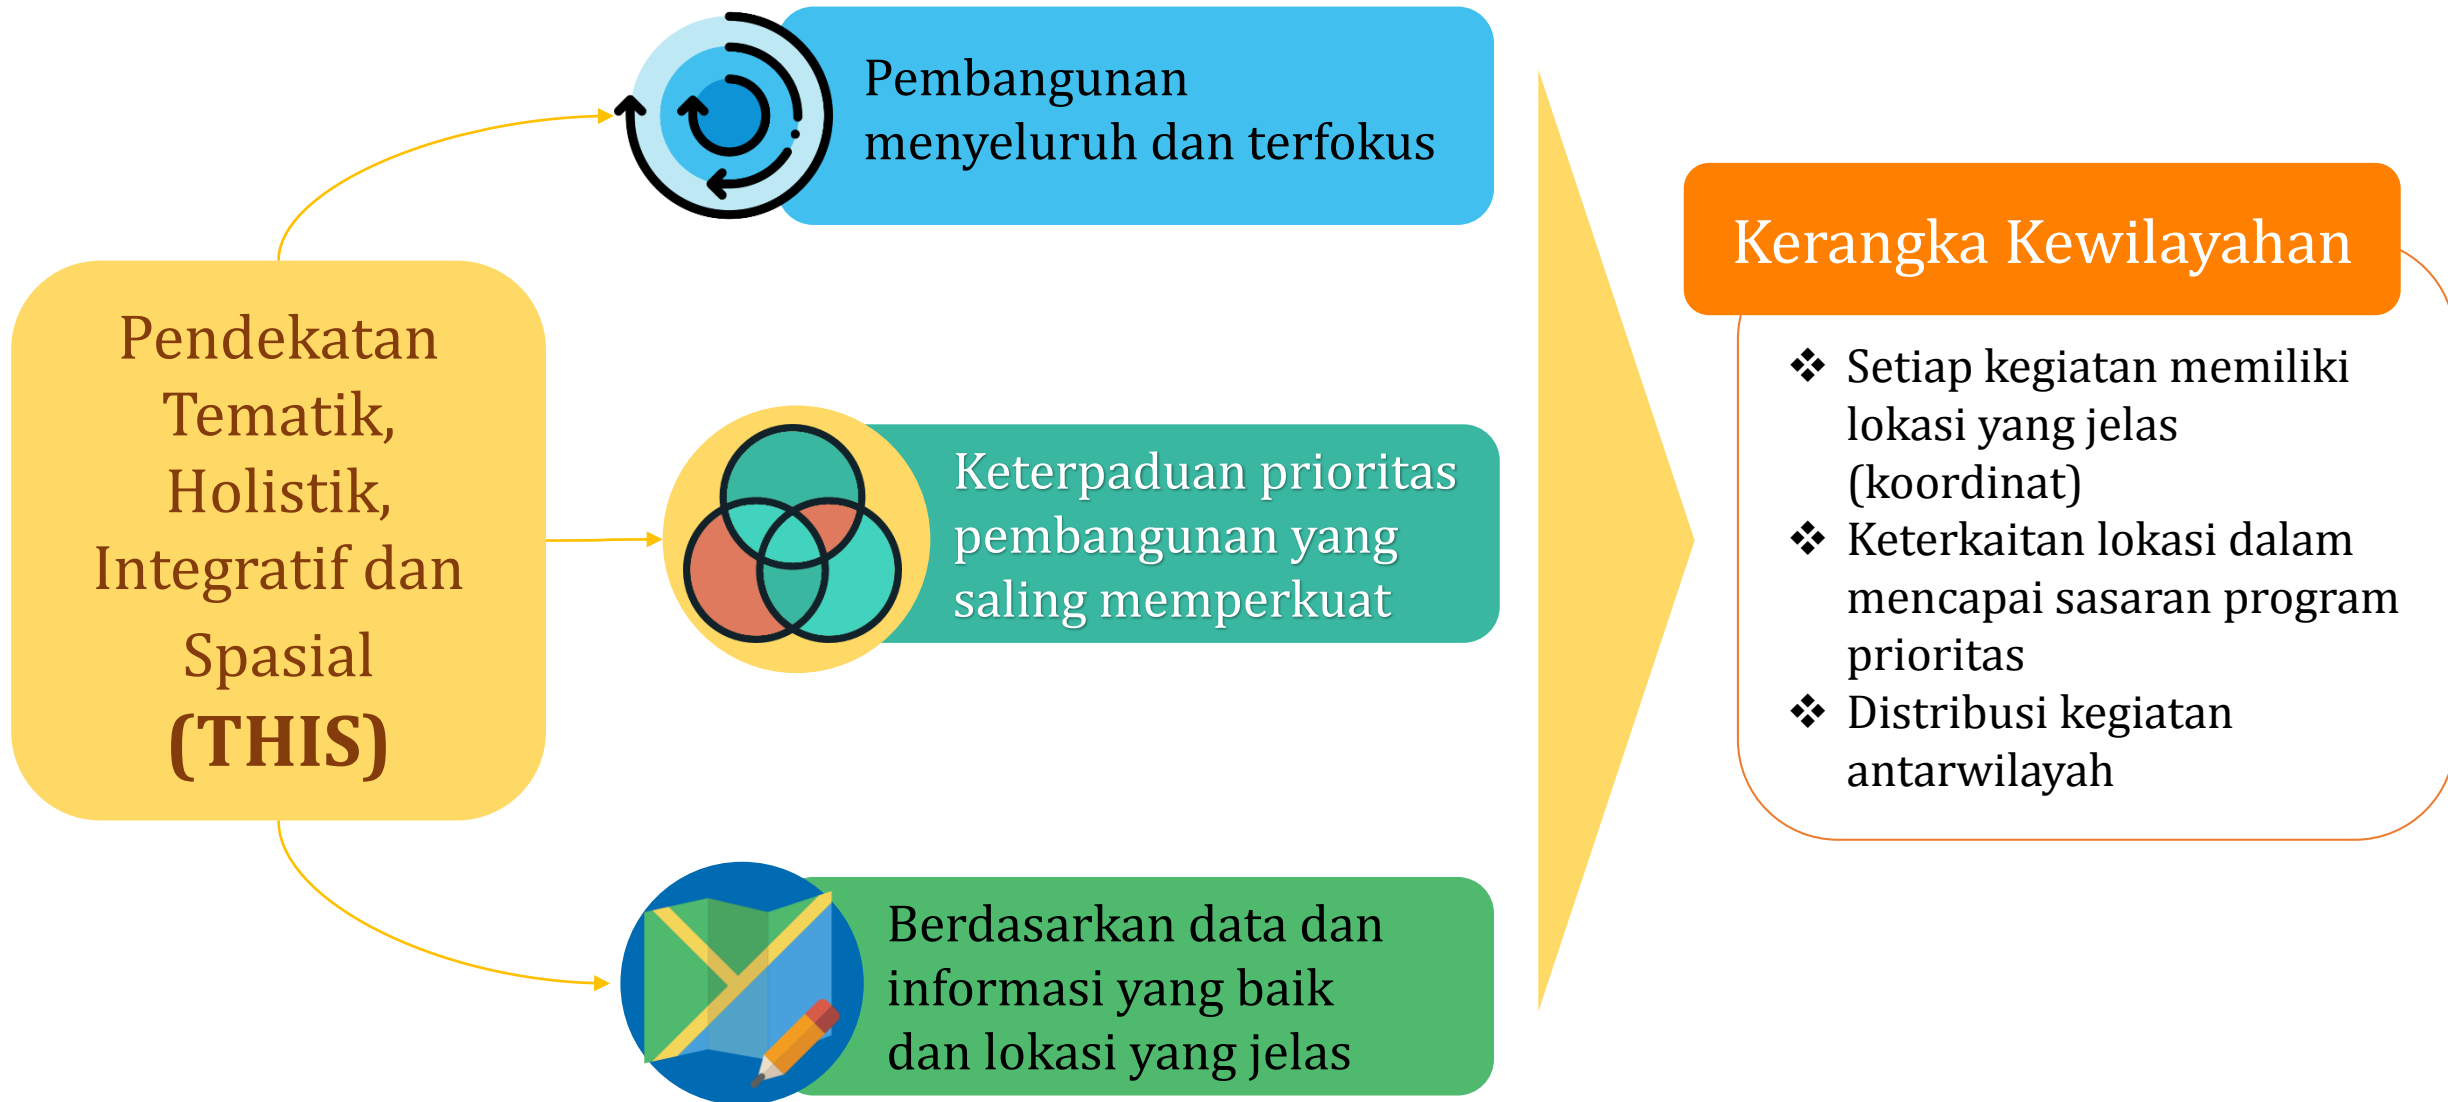 Pendekatan
Tematik,
Holistik,
Integratif dan
Spasial
(THIS)
Pembangunan
menyeluruh dan terfokus
Keterpaduan prioritas
pembangunan yang
saling memperkuat
Berdasarkan data dan
informasi yang baik
dan lokasi yang jelas
Kerangka Kewilayahan
❖ Setiap kegiatan memiliki
lokasi yang jelas
(koordinat)
❖ Keterkaitan lokasi dalam
mencapai sasaran program
prioritas
❖ Distribusi kegiatan
antarwilayah